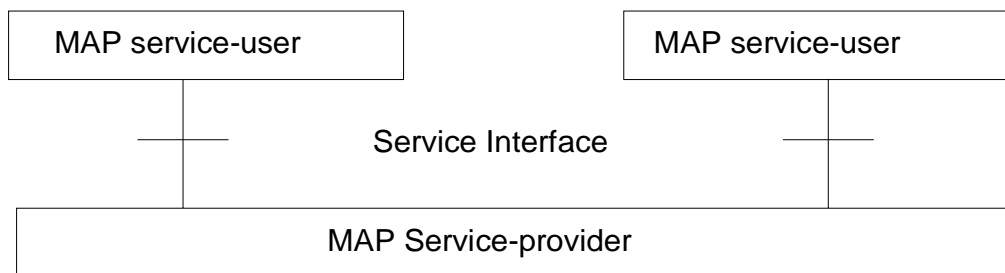 MAP service-user
MAP service-user
Service Interface
MAP Service-provider